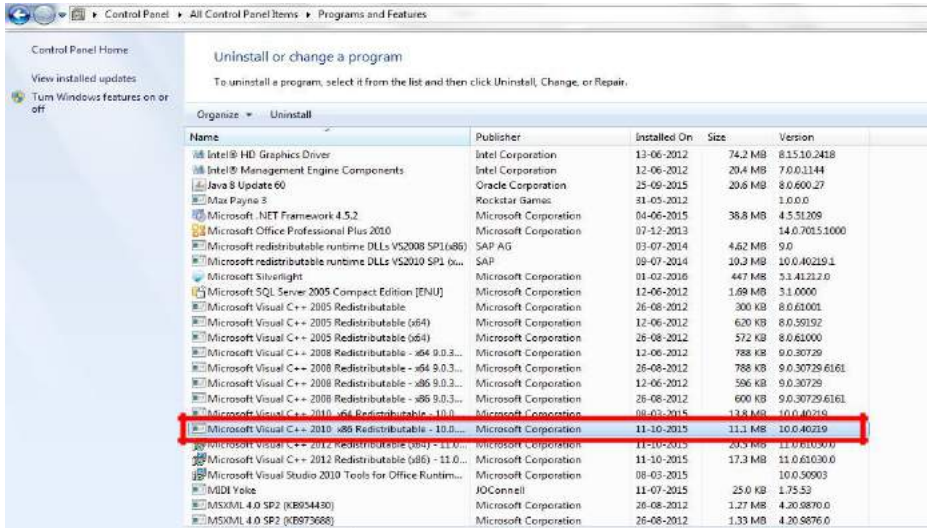 Control Panel ▸ All Control Panel Items ▸ Programs and Features
Control Panel Home
View installed updates
Turn Windows features on or off
Uninstall or change a program
To uninstall a program, select it from the list and then click Uninstall, Change, or Repair.
Organize Uninstall
Name Publisher Installed On Size Version
Intel® HD Graphics Driver Intel Corporation 13-06-2012 74.2 MB 8.15.10.2418
Intel® Management Engine Components Intel Corporation 12-06-2012 20.4 MB 7.0.0.1144
Java 8 Update 60 Oracle Corporation 25-09-2015 20.6 MB 8.0.600.27
Max Payne 3 Rockstar Games 31-05-2012 1.0.0.0
Microsoft .NET Framework 4.5.2 Microsoft Corporation 04-06-2015 38.8 MB 4.5.51209
Microsoft Office Professional Plus 2010 Microsoft Corporation 07-12-2013 14.0.7015.1000
Microsoft redistributable runtime DLLs VS2008 SP1(x86) SAP AG 03-07-2014 4.62 MB 9.0
Microsoft redistributable runtime DLLs VS2010 SP1 (x... SAP 09-07-2014 10.3 MB 10.0.40219.1
Microsoft Silverlight Microsoft Corporation 01-02-2016 447 MB 5.1.41212.0
Microsoft SQL Server 2005 Compact Edition [ENU] Microsoft Corporation 12-06-2012 1.69 MB 3.1.0000
Microsoft Visual C++ 2005 Redistributable Microsoft Corporation 26-08-2012 300 KB 8.0.61001
Microsoft Visual C++ 2005 Redistributable (x64) Microsoft Corporation 12-06-2012 620 KB 8.0.59192
Microsoft Visual C++ 2005 Redistributable (x64) Microsoft Corporation 26-08-2012 572 KB 8.0.61000
Microsoft Visual C++ 2008 Redistributable - x64 9.0.3... Microsoft Corporation 12-06-2012 788 KB 9.0.30729
Microsoft Visual C++ 2008 Redistributable - x64 9.0.3... Microsoft Corporation 26-08-2012 788 KB 9.0.30729.6161
Microsoft Visual C++ 2008 Redistributable - x86 9.0.3... Microsoft Corporation 12-06-2012 596 KB 9.0.30729
Microsoft Visual C++ 2008 Redistributable - x86 9.0.3... Microsoft Corporation 26-08-2012 600 KB 9.0.30729.6161
Microsoft Visual C++ 2010 x64 Redistributable - 10.0... Microsoft Corporation 08-03-2015 13.8 MB 10.0.40219
Microsoft Visual C++ 2010 x86 Redistributable - 10.0.... Microsoft Corporation 11-10-2015 11.1 MB 10.0.40219
Microsoft Visual C++ 2012 Redistributable (x64) - 11.0... Microsoft Corporation 11-10-2015 20.5 MB 11.0.61030.0
Microsoft Visual C++ 2012 Redistributable (x86) - 11.0... Microsoft Corporation 11-10-2015 17.3 MB 11.0.61030.0
Microsoft Visual Studio 2010 Tools for Office Runtim... Microsoft Corporation 08-03-2015 10.0.50903
MIDI Yoke JOConnell 11-07-2015 25.0 KB 1.75.53
MSXML 4.0 SP2 (KB954430) Microsoft Corporation 26-08-2012 1.27 MB 4.20.9870.0
MSXML 4.0 SP2 (KB973688) Microsoft Corporation 26-08-2012 1.33 MB 4.20.9876.0